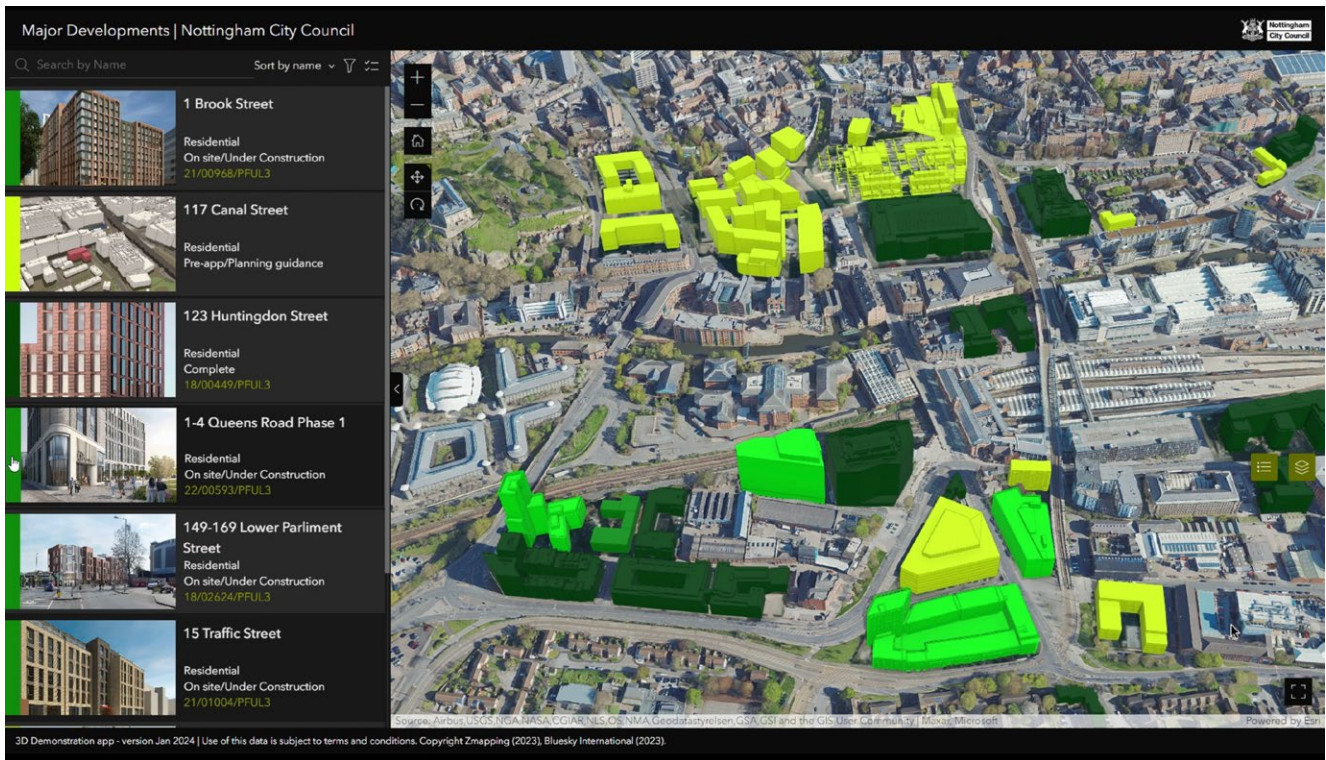 Major Developments | Nottingham City Council
Nottingham
City Council
Search by Name
Sort by name
1 Brook Street
Residential
On site/Under Construction
21/00968/PFUL3
117 Canal Street
Residential
Pre-app/Planning guidance
123 Huntingdon Street
Residential
Complete
18/00449/PFUL3
1-4 Queens Road Phase 1
Residential
On site/Under Construction
22/00593/PFUL3
149-169 Lower Parliment
Street
Residential
On site/Under Construction
18/02624/PFUL3
15 Traffic Street
Residential
On site/Under Construction
21/01004/PFUL3
Source: Airbus,USGS,NGA,NASA,CGIAR,NLS,OS,NMA,Geodatastyrelsen,GSA,GSI and the GIS User Community | Maxar, Microsoft
Powered by Esri
3D Demonstration app - version Jan 2024 | Use of this data is subject to terms and conditions. Copyright Zmapping (2023), Bluesky International (2023).